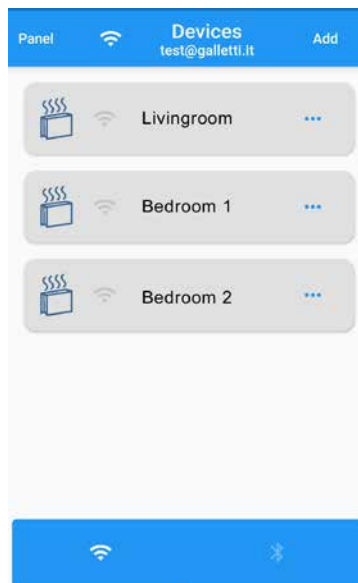 Panel
Devices
test@galletti.it
Add
Livingroom
Bedroom 1
Bedroom 2